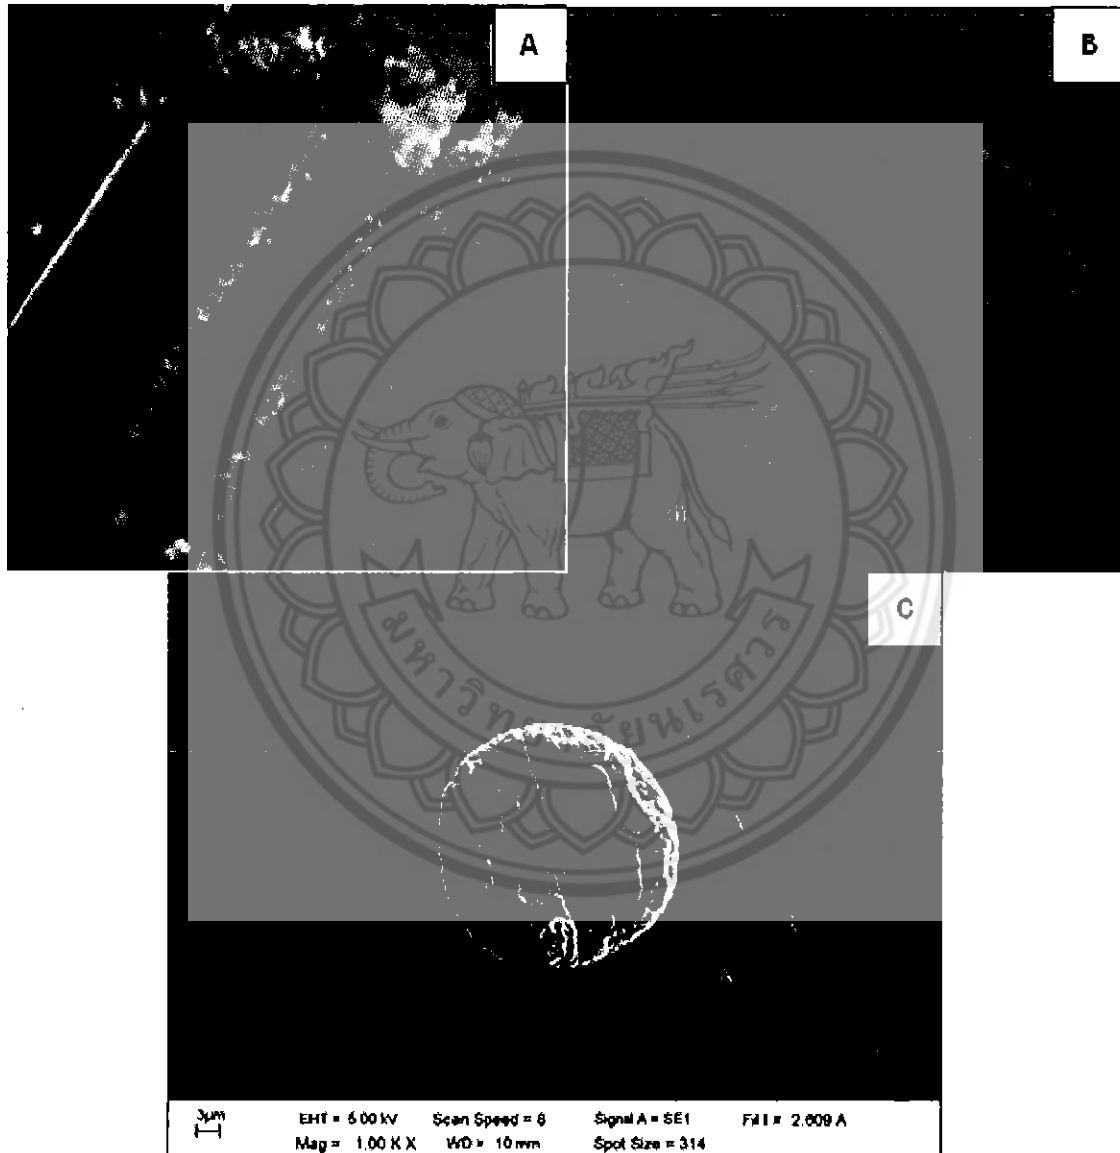 A
B
C
มหาวิทยาลัยนเรศวร
3μm
EHT = 5.00 kV Scan Speed = 8 Signal A = SE1 Fil I = 2.609 A
Mag = 1.00 K X WD = 10 mm Spot Size = 314